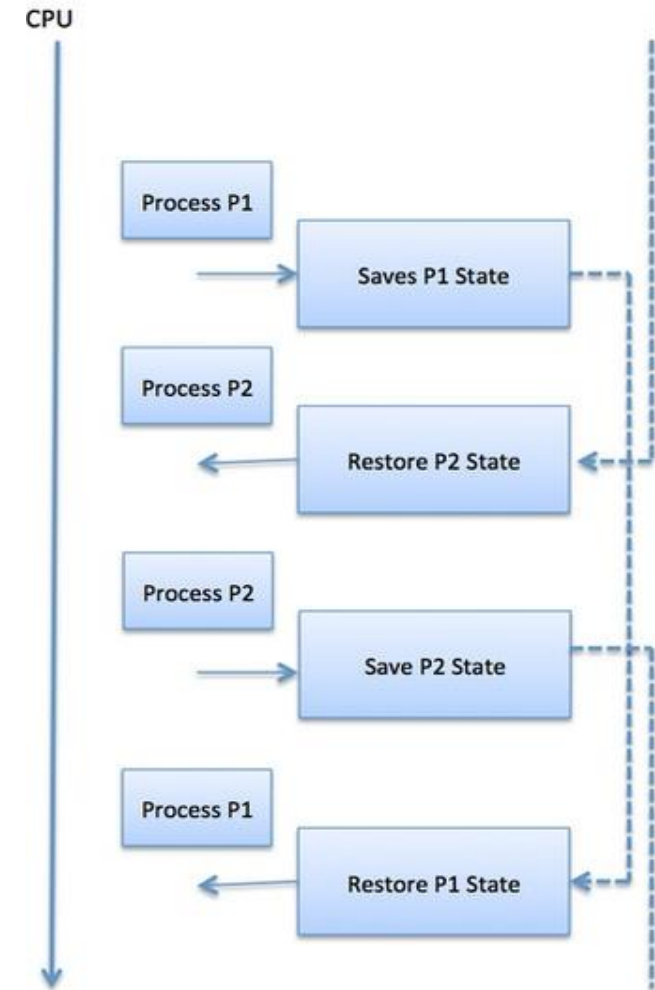 CPU
Process P1
Saves P1 State
Process P2
Restore P2 State
Process P2
Save P2 State
Process P1
Restore P1 State